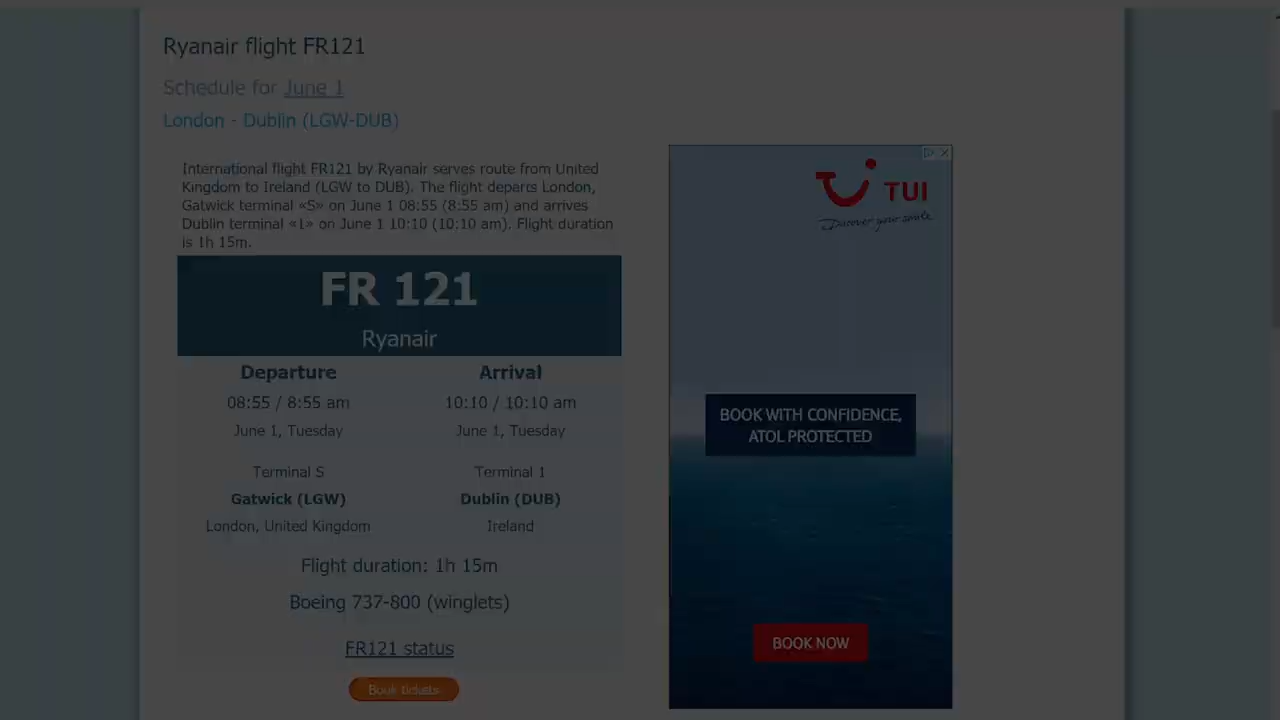 Ryanair flight FR121
Schedule for June 1
London - Dublin (LGW-DUB)
International flight FR121 by Ryanair serves route from United
Kingdom to Ireland (LGW to DUB). The flight departs London,
Gatwick terminal «S» on June 1 08:55 (8:55 am) and arrives
Dublin terminal «1» on June 1 10:10 (10:10 am). Flight duration
is 1h 15m.
FR 121
Ryanair
Departure
Arrival
08:55 / 8:55 am
10:10 / 10:10 am
June 1, Tuesday
June 1, Tuesday
Terminal S
Terminal 1
Gatwick (LGW)
Dublin (DUB)
London, United Kingdom
Ireland
Flight duration: 1h 15m
Boeing 737-800 (winglets)
FR121 status
Book tickets
TUI
Discover your smile
BOOK WITH CONFIDENCE,
ATOL PROTECTED
BOOK NOW